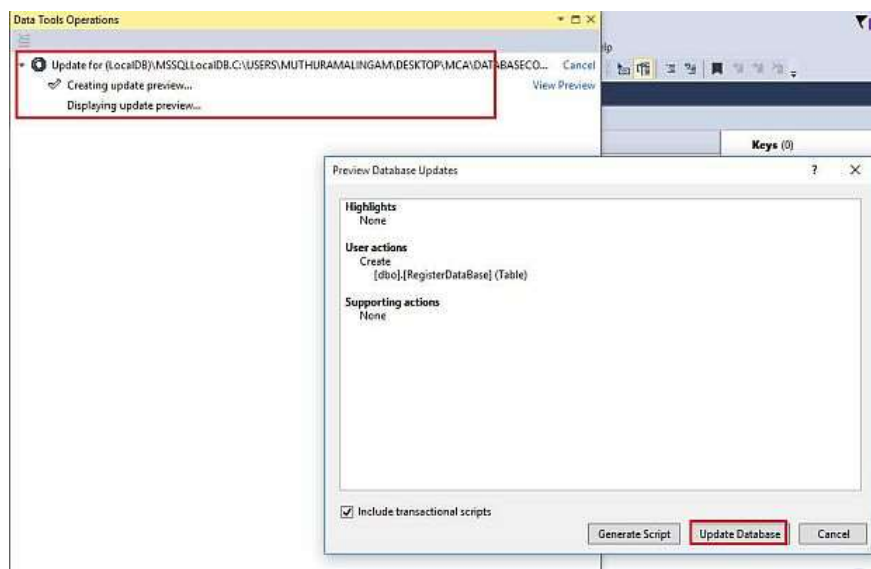 Data Tools Operations
Update for (LocalDB)\MSSQLLocalDB.C:\USERS\MUTHURAMALINGAM\DESKTOP\MCA\DATABASECO... Cancel
Creating update preview... View Preview
Displaying update preview...
lp
Keys (0)
Preview Database Updates ? X
Highlights
None
User actions
Create
[dbo].[RegisterDataBase] (Table)
Supporting actions
None
Include transactional scripts
Generate Script Update Database Cancel